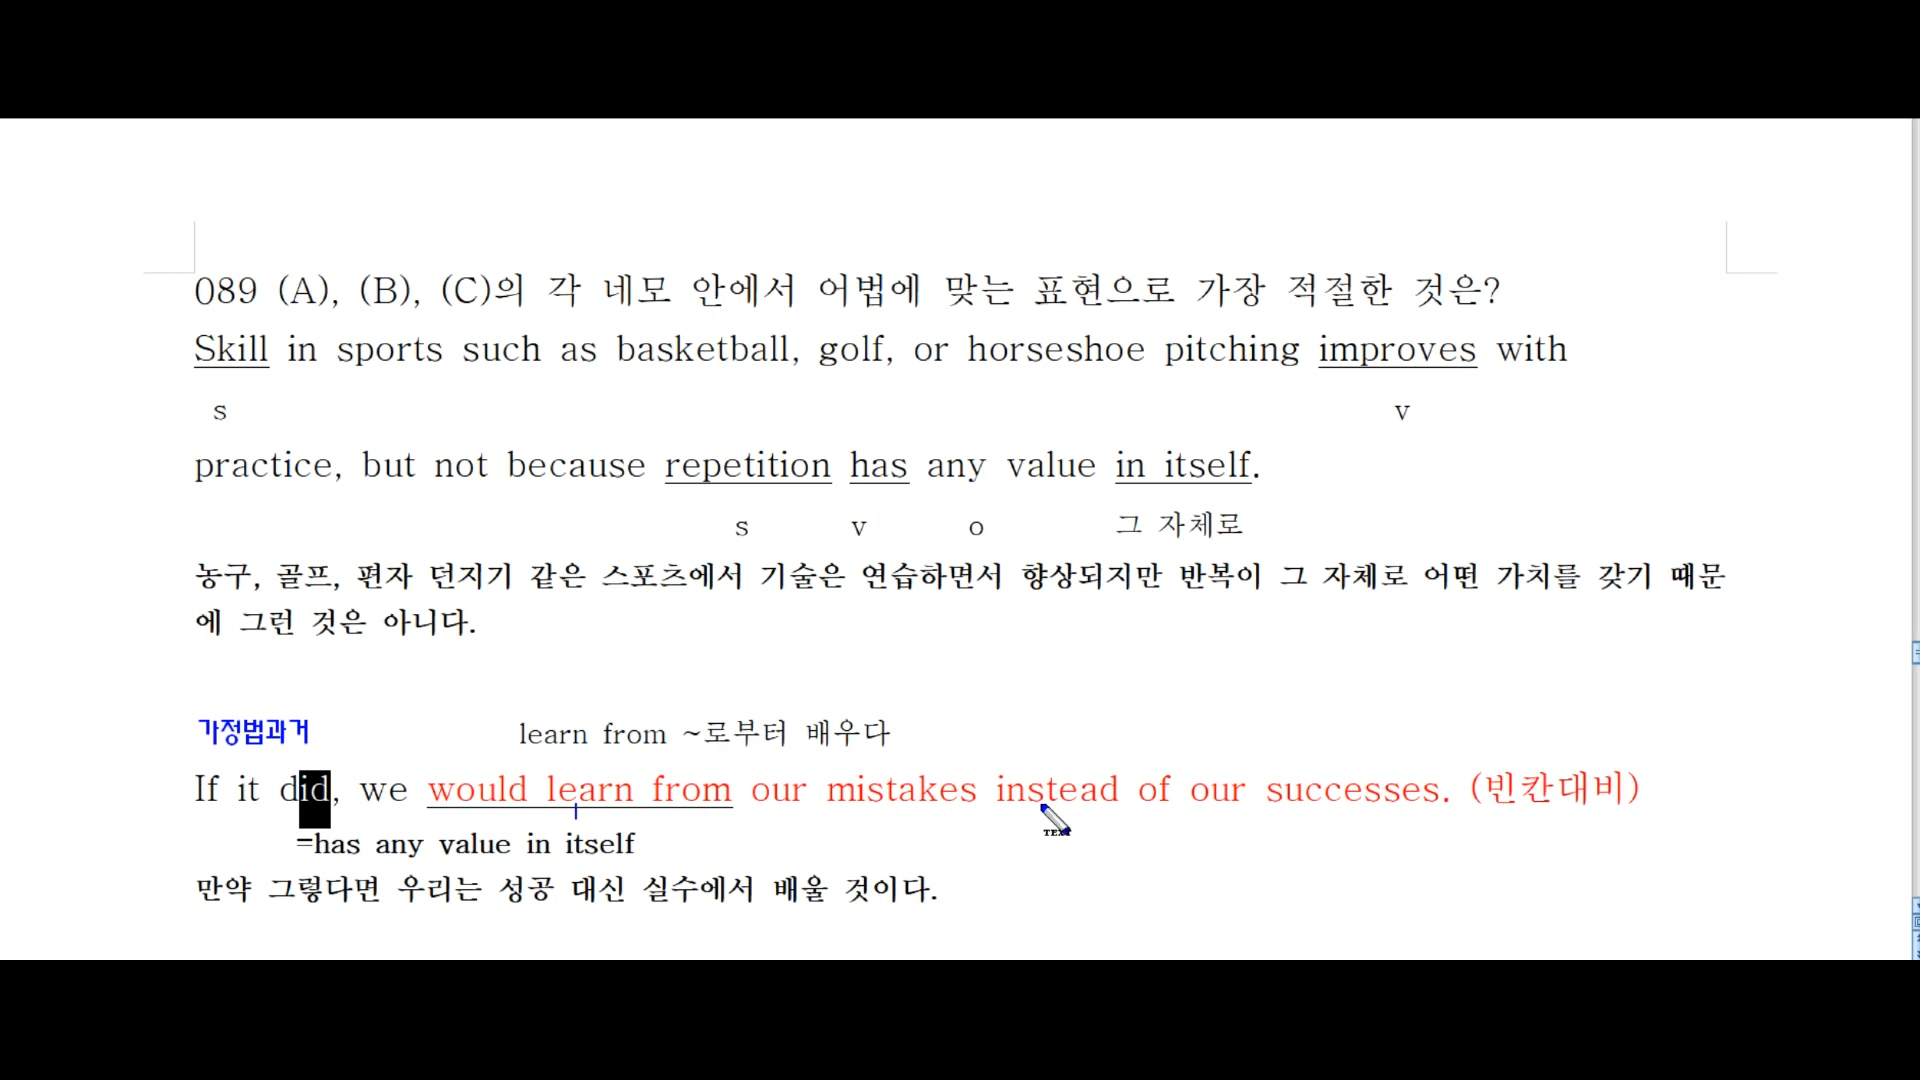 089 (A), (B), (C)의 각 네모 안에서 어법에 맞는 표현으로 가장 적절한 것은?
Skill in sports such as basketball, golf, or horseshoe pitching improves with
s v
practice, but not because repetition has any value in itself.
s v o 그 자체로
농구, 골프, 편자 던지기 같은 스포츠에서 기술은 연습하면서 향상되지만 반복이 그 자체로 어떤 가치를 갖기 때문
에 그런 것은 아니다.
가정법과거 learn from ~로부터 배우다
If it did, we would learn from our mistakes instead of our successes. (빈칸대비)
=has any value in itself
만약 그렇다면 우리는 성공 대신 실수에서 배울 것이다.
TEXT